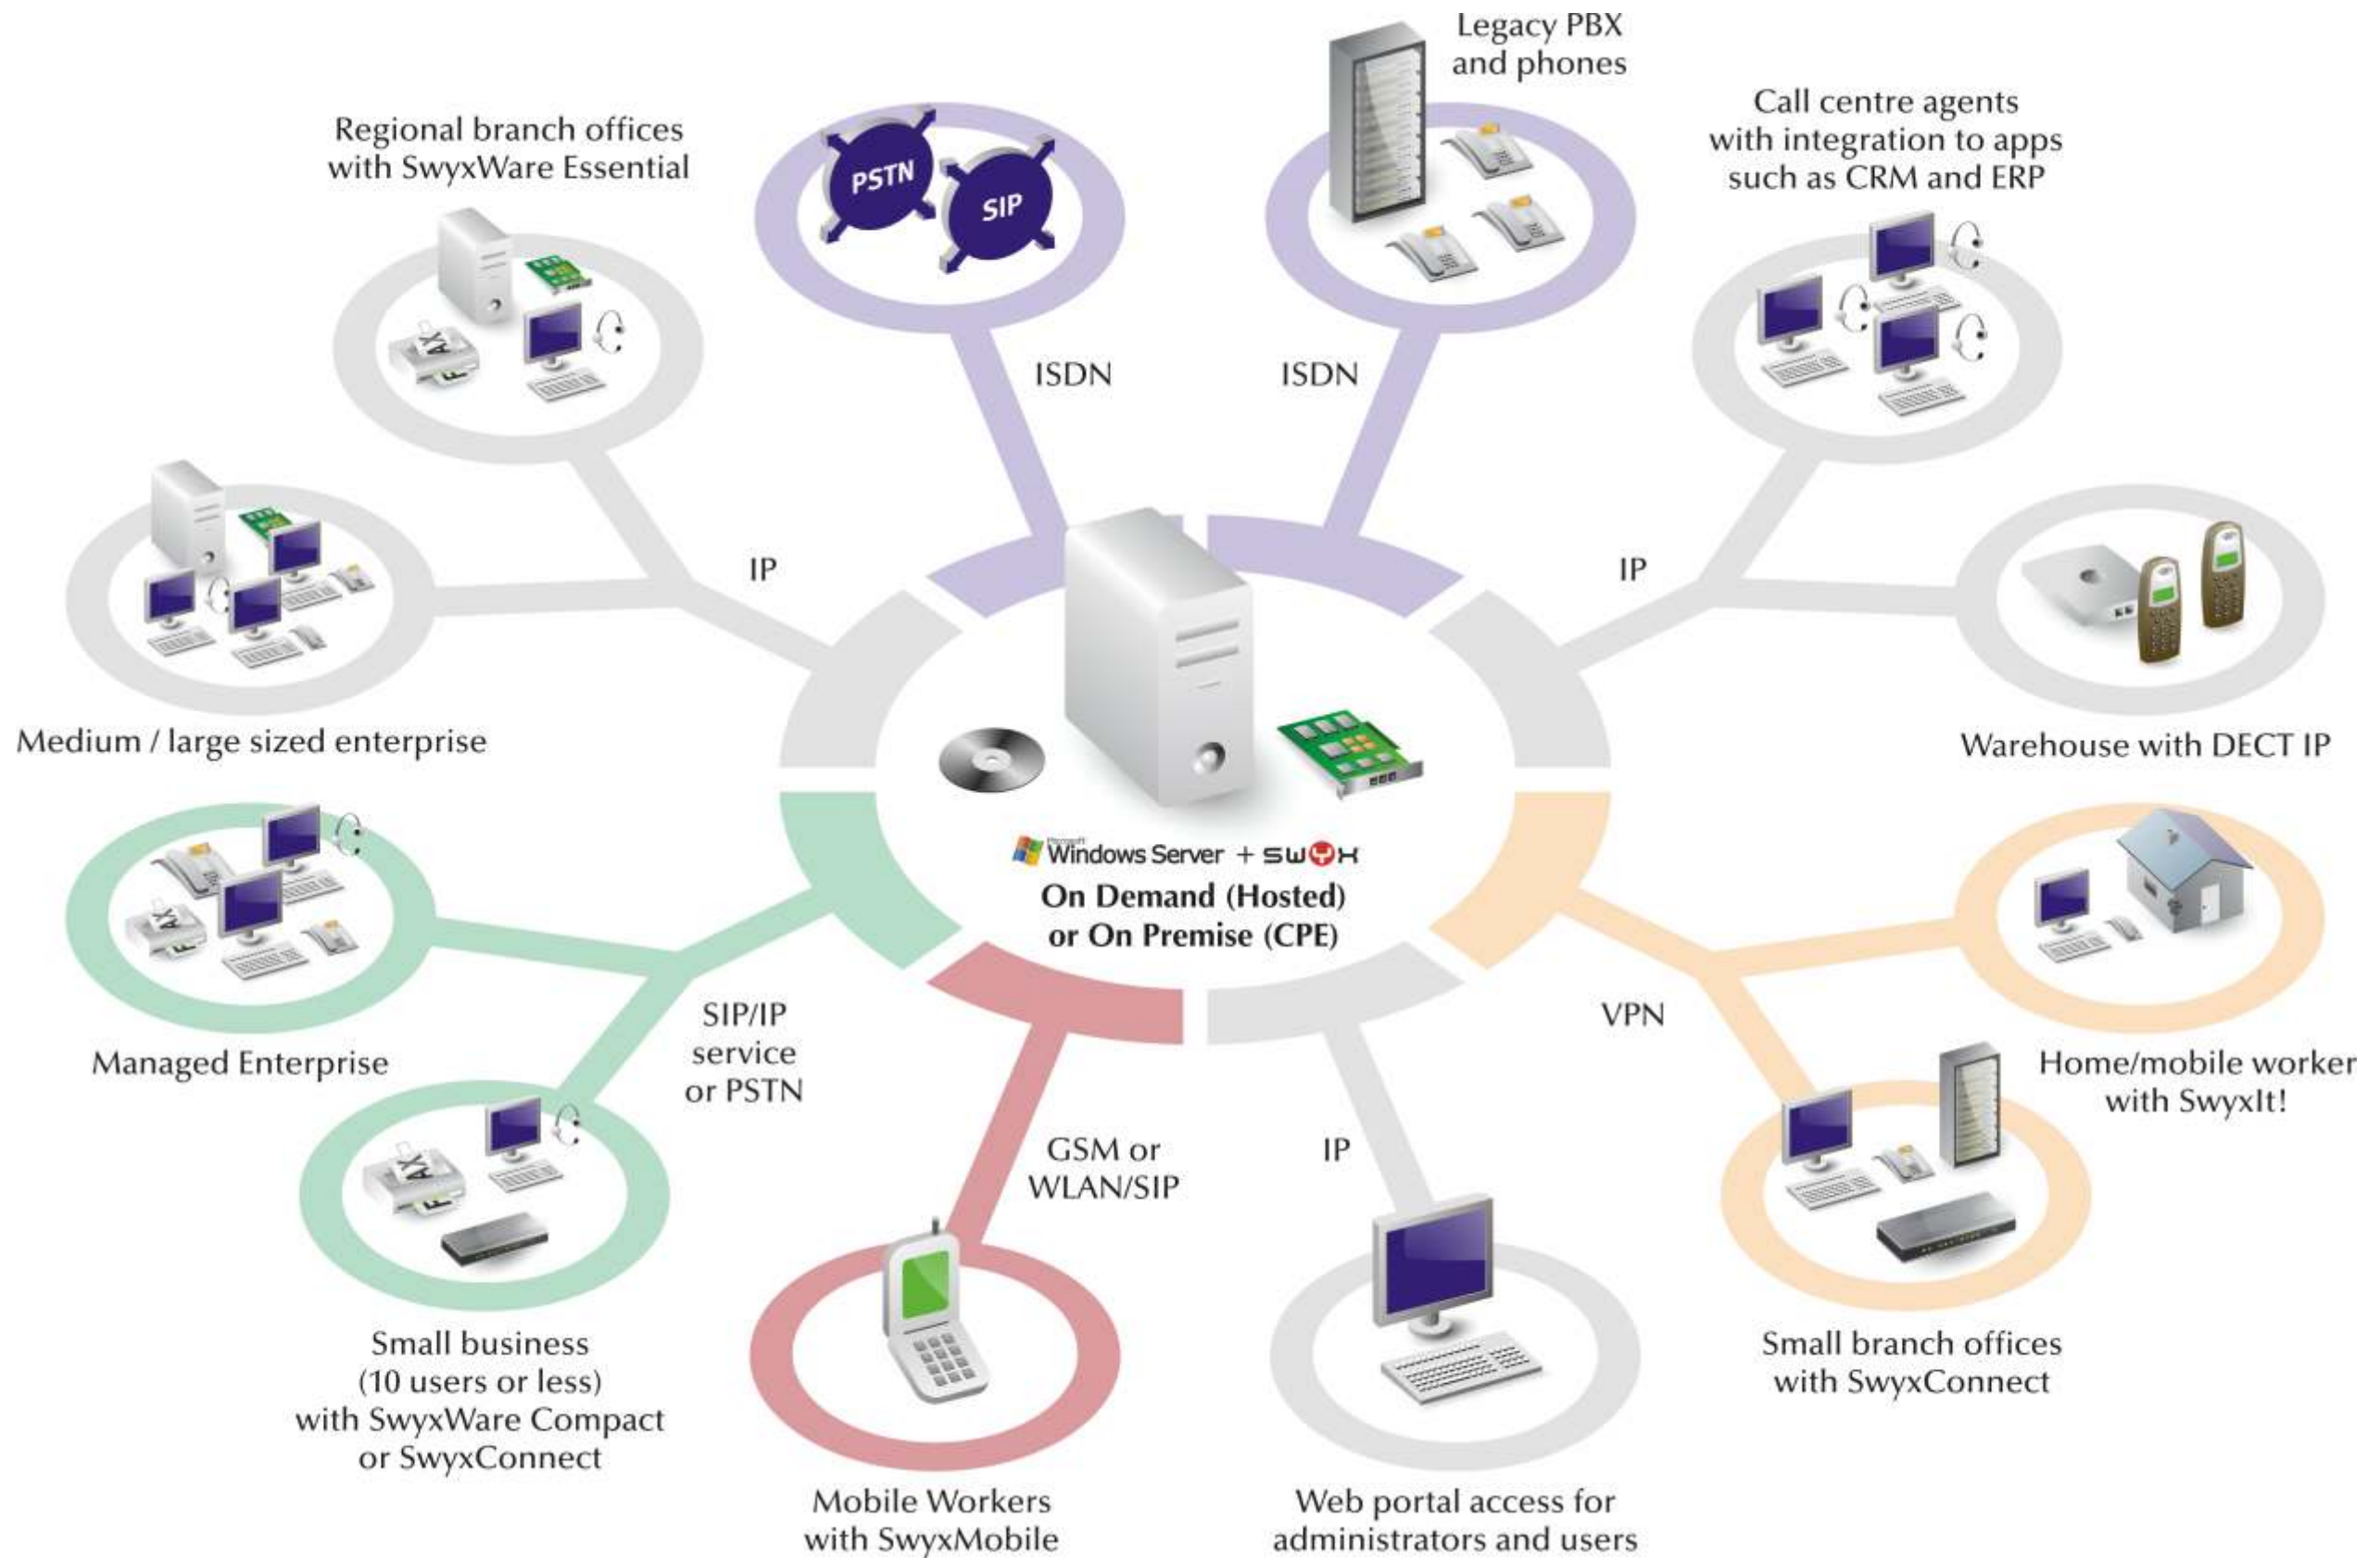 Legacy PBX
and phones
Call centre agents
with integration to apps
such as CRM and ERP
Regional branch offices
with SwyxWare Essential
PSTN
SIP
FAX
ISDN
ISDN
IP
IP
Medium / large sized enterprise
Warehouse with DECT IP
Microsoft
Windows Server + swyx
On Demand (Hosted)
or On Premise (CPE)
FAX
Managed Enterprise
SIP/IP
service
or PSTN
VPN
Home/mobile worker
with SwyxIt!
FAX
GSM or
WLAN/SIP
IP
Small business
(10 users or less)
with SwyxWare Compact
or SwyxConnect
Small branch offices
with SwyxConnect
Mobile Workers
with SwyxMobile
Web portal access for
administrators and users